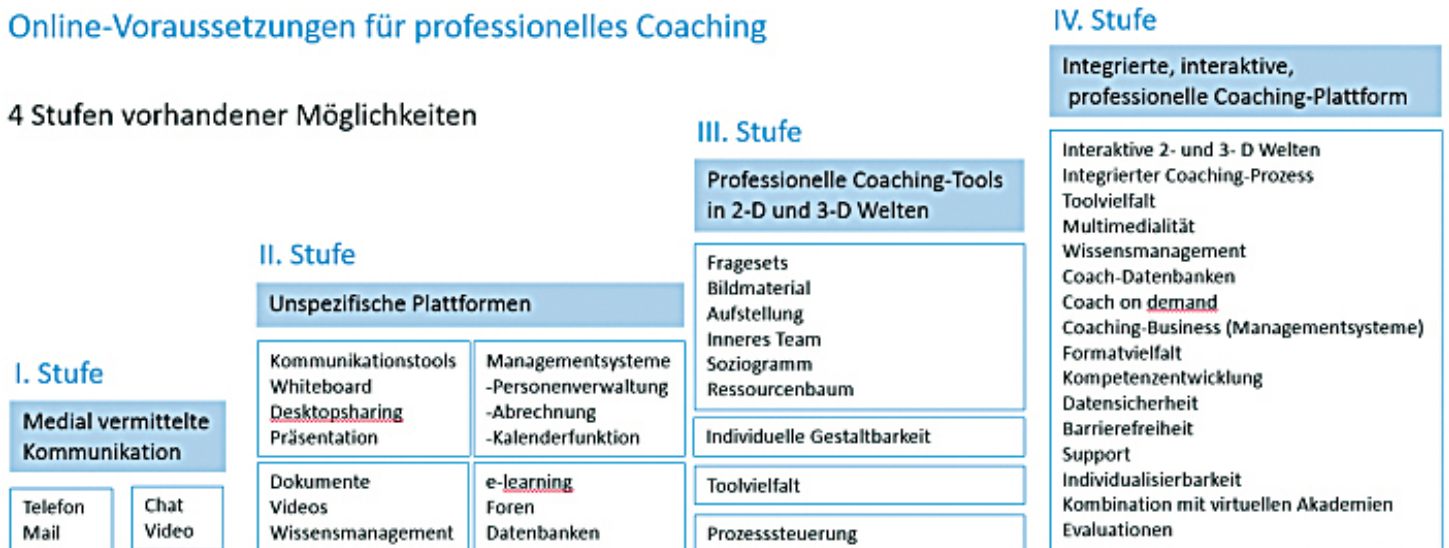 Online-Voraussetzungen für professionelles Coaching
4 Stufen vorhandener Möglichkeiten
I. Stufe
Medial vermittelte
Kommunikation
Telefon
Mail
Chat
Video
II. Stufe
Unspezifische Plattformen
Kommunikationstools
Whiteboard
Desktopsharing
Präsentation
Managementsysteme
-Personenverwaltung
-Abrechnung
-Kalenderfunktion
Dokumente
Videos
Wissensmanagement
e-learning
Foren
Datenbanken
III. Stufe
Professionelle Coaching-Tools
in 2-D und 3-D Welten
Fragesets
Bildmaterial
Aufstellung
Inneres Team
Soziogramm
Ressourcenbaum
Individuelle Gestaltbarkeit
Toolvielfalt
Prozesssteuerung
IV. Stufe
Integrierte, interaktive,
professionelle Coaching-Plattform
Interaktive 2- und 3- D Welten
Integrierter Coaching-Prozess
Toolvielfalt
Multimedialität
Wissensmanagement
Coach-Datenbanken
Coach on demand
Coaching-Business (Managementsysteme)
Formatvielfalt
Kompetenzentwicklung
Datensicherheit
Barrierefreiheit
Support
Individualisierbarkeit
Kombination mit virtuellen Akademien
Evaluationen